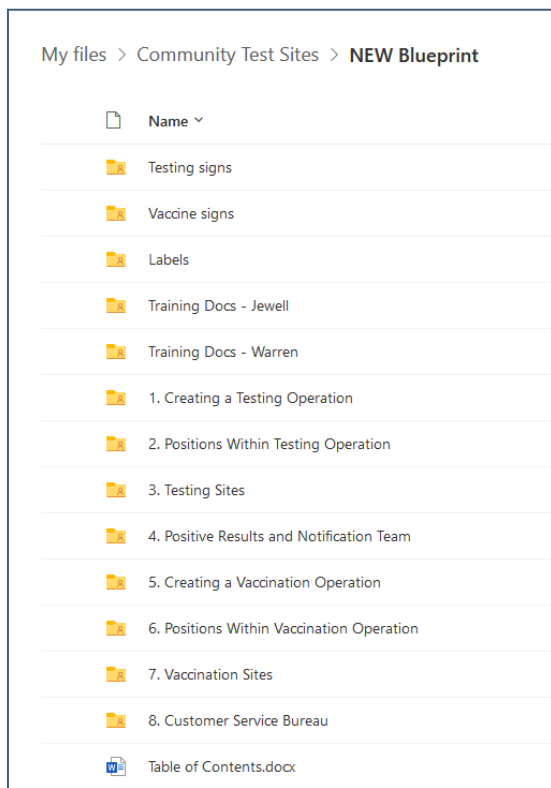 My files > Community Test Sites > NEW Blueprint
Name
Testing signs
Vaccine signs
Labels
Training Docs - Jewell
Training Docs - Warren
1. Creating a Testing Operation
2. Positions Within Testing Operation
3. Testing Sites
4. Positive Results and Notification Team
5. Creating a Vaccination Operation
6. Positions Within Vaccination Operation
7. Vaccination Sites
8. Customer Service Bureau
Table of Contents.docx